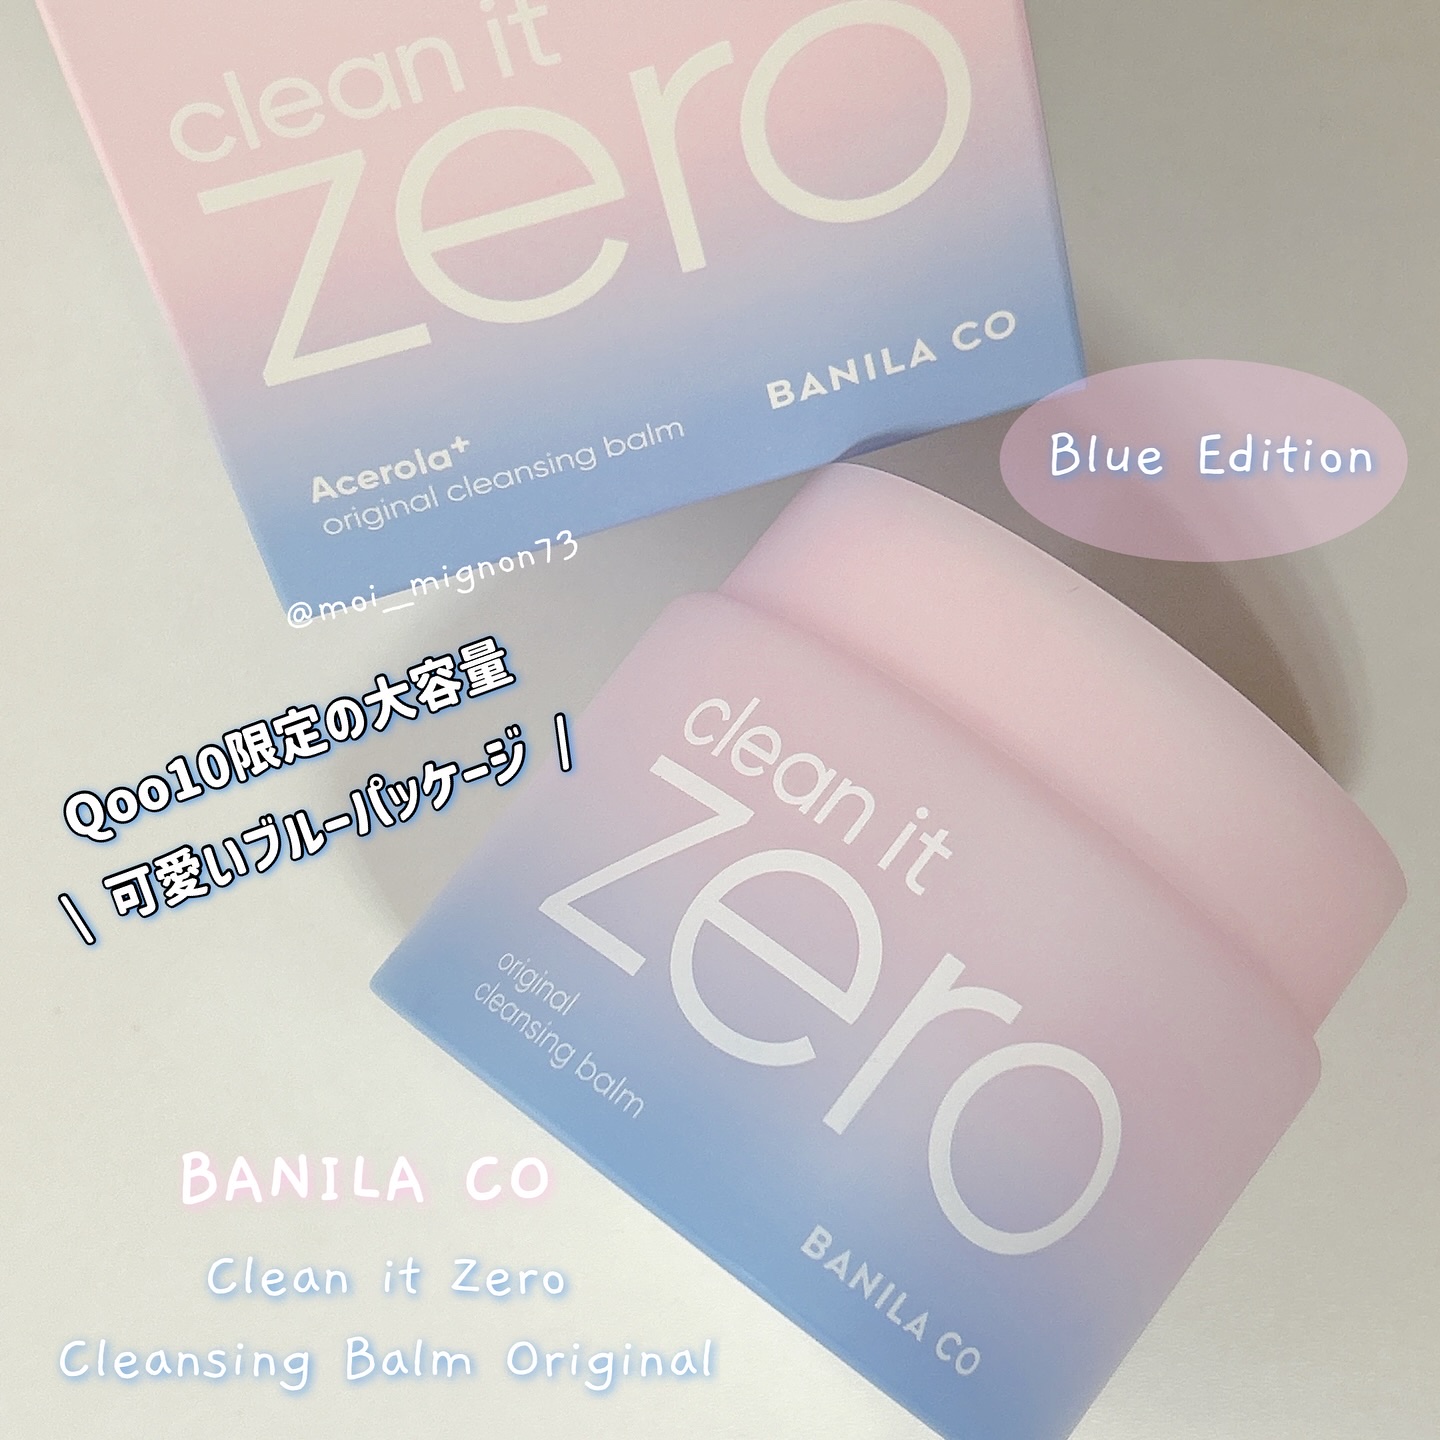 clean it
zero
BANILA CO
Acerola+
original cleansing balm
Blue Edition
@moi_mignon73
Qoo10限定の大容量
\ 可愛いブルーパッケージ /
clean it
zero
original
cleansing balm
BANILA CO
BANILA CO
Clean it Zero
Cleansing Balm Original